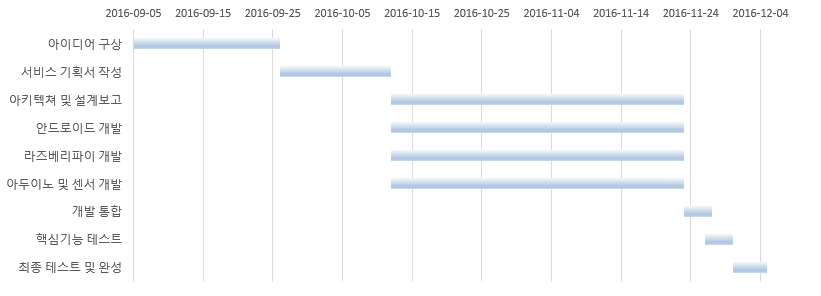 2016-09-05 2016-09-15 2016-09-25 2016-10-05 2016-10-15 2016-10-25 2016-11-04 2016-11-14 2016-11-24 2016-12-04
아이디어 구상
서비스 기획서 작성
아키텍쳐 및 설계보고
안드로이드 개발
라즈베리파이 개발
아두이노 및 센서 개발
개발 통합
핵심기능 테스트
최종 테스트 및 완성